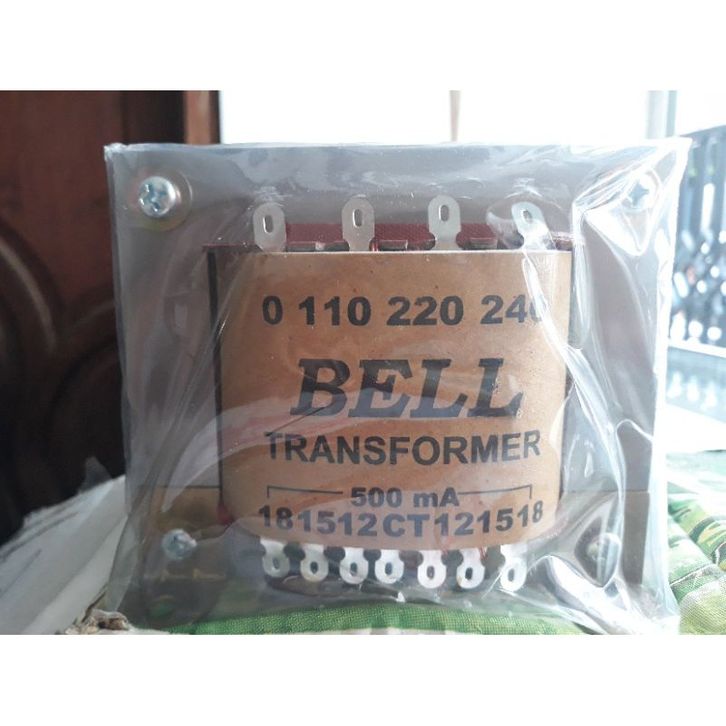 0 110 220 240
BELL
TRANSFORMER
500 mA
181512CT121518